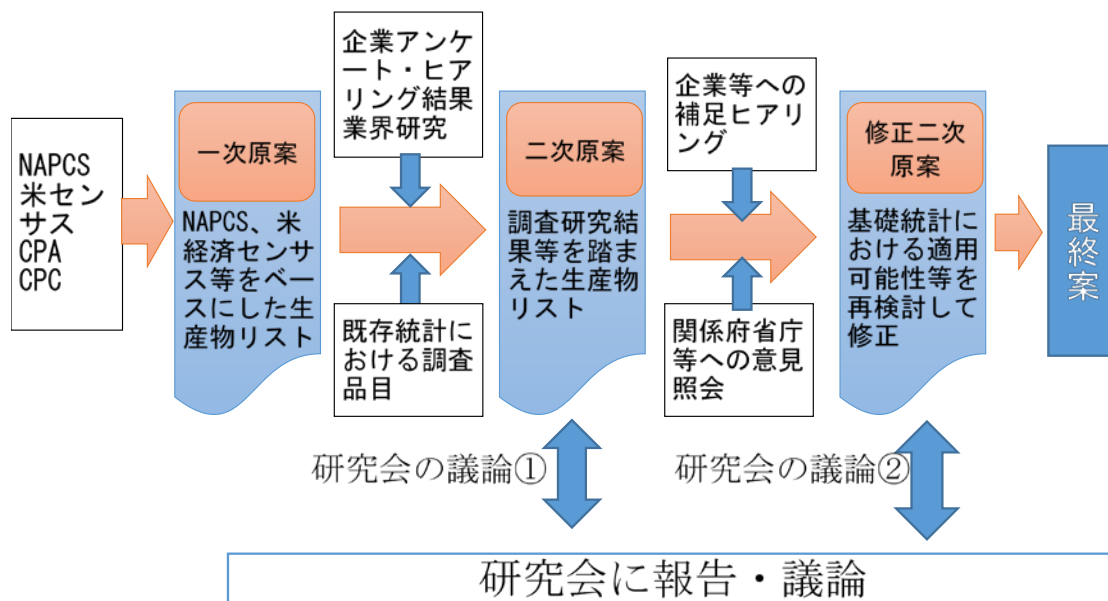 NAPCS
米セン
サス
CPA
CPC
一次原案
NAPCS、米
経済センサ
ス等をベー
スにした生
産物リスト
企業アンケ
ート・ヒア
リング結果
業界研究
既存統計に
おける調査
品目
二次原案
調査研究結
果等を踏ま
えた生産物
リスト
企業等への
補足ヒアリ
ング
関係府省庁
等への意見
照会
修正二次
原案
基礎統計に
おける適用
可能性等を
再検討して
修正
最終案
研究会の議論①
研究会の議論②
研究会に報告・議論